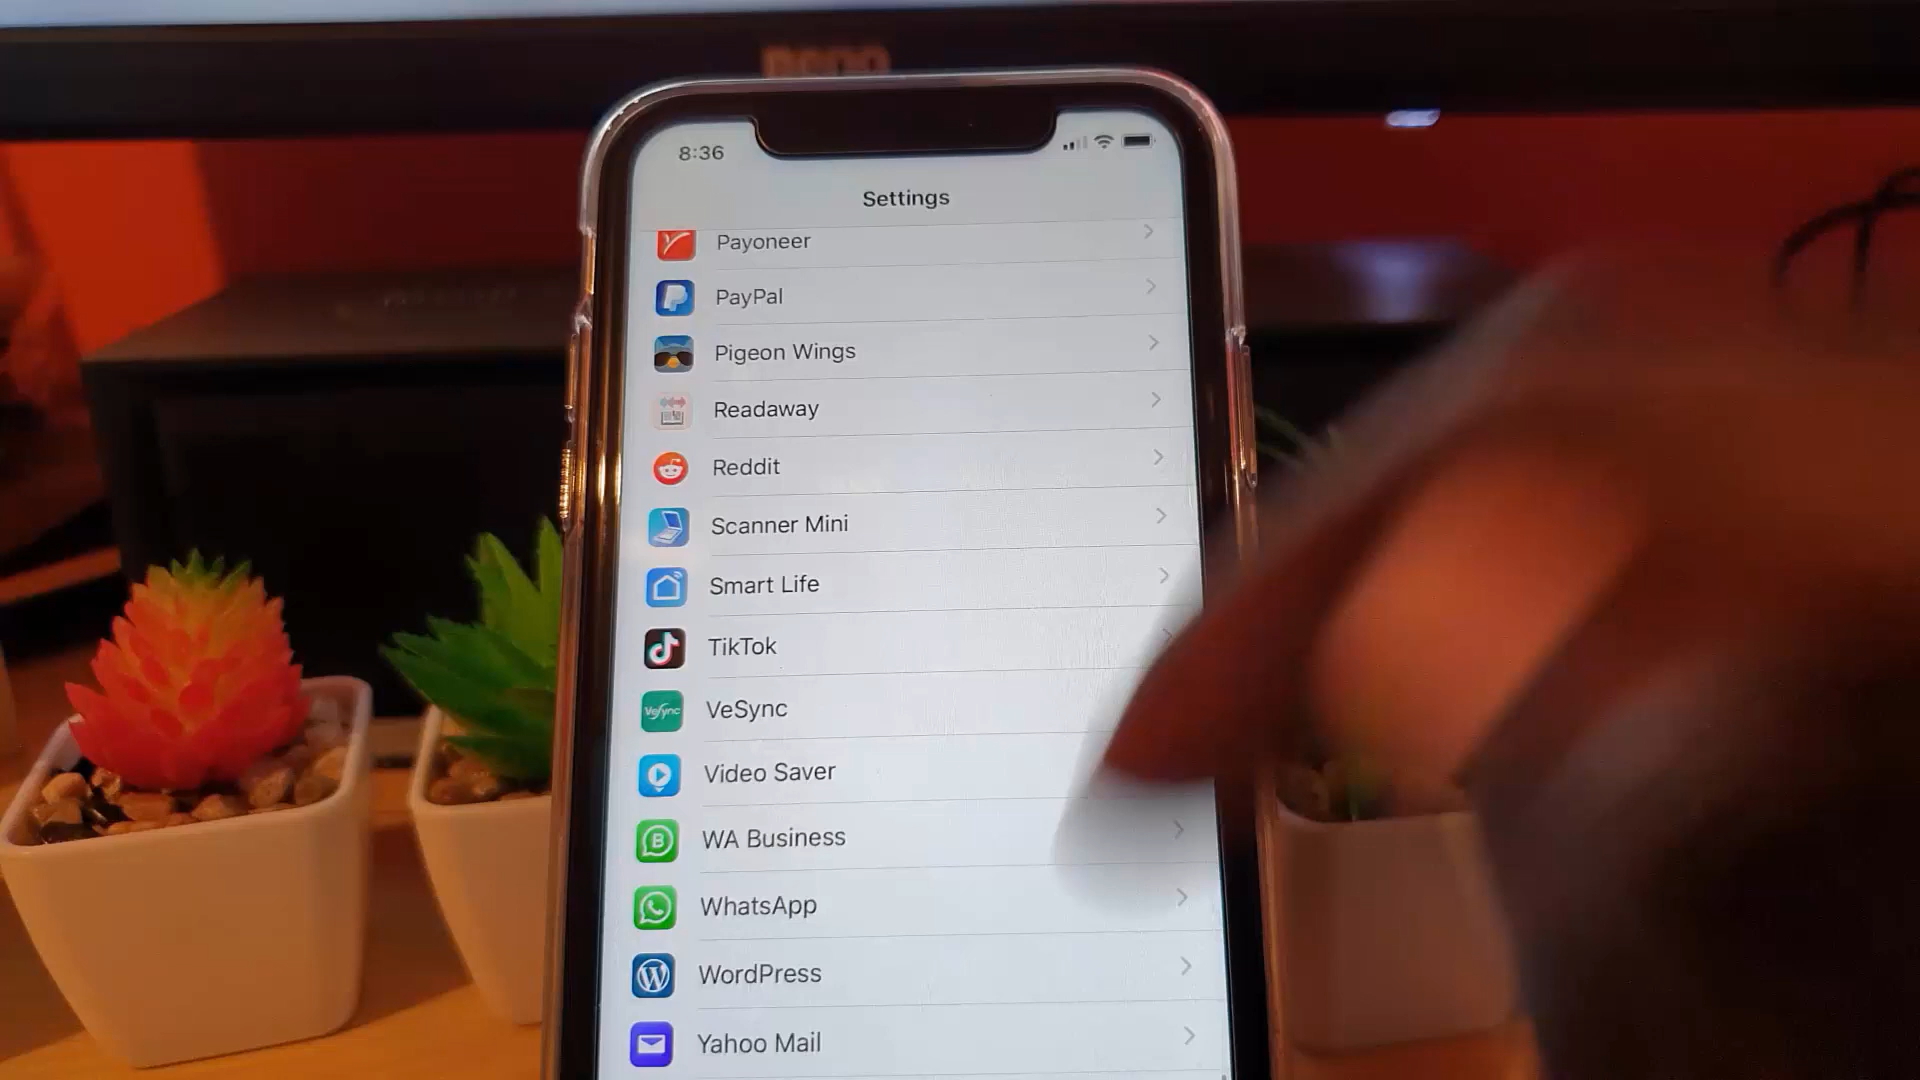 8:36
Settings
Payoneer
PayPal
Pigeon Wings
Readaway
Reddit
Scanner Mini
Smart Life
TikTok
VeSync
VeSync
Video Saver
B
WA Business
WhatsApp
WordPress
Yahoo Mail